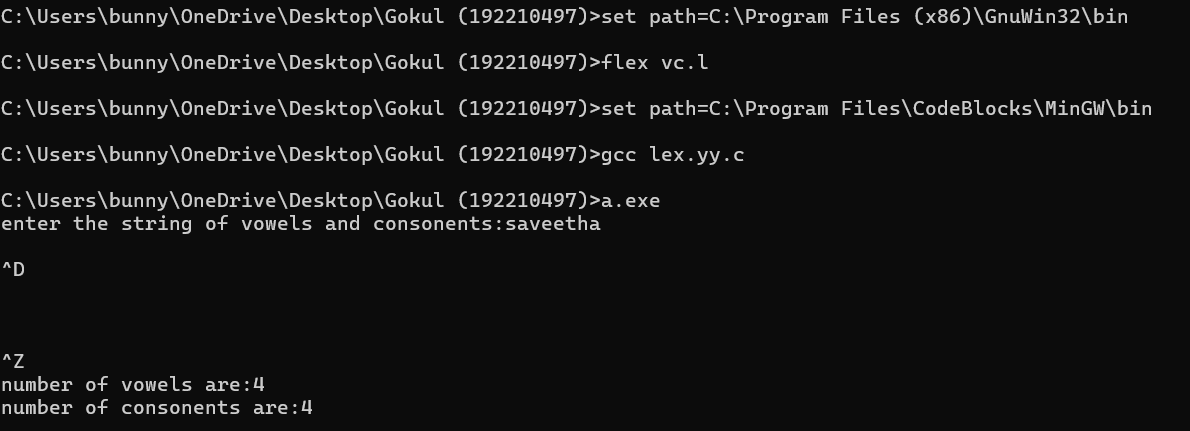 C:\Users\bunny\OneDrive\Desktop\Gokul (192210497)>set path=C:\Program Files (x86)\GnuWin32\bin
C:\Users\bunny\OneDrive\Desktop\Gokul (192210497)>flex vc.l
C:\Users\bunny\OneDrive\Desktop\Gokul (192210497)>set path=C:\Program Files\CodeBlocks\MinGW\bin
C:\Users\bunny\OneDrive\Desktop\Gokul (192210497)>gcc lex.yy.c
C:\Users\bunny\OneDrive\Desktop\Gokul (192210497)>a.exe
enter the string of vowels and consonents:saveetha
^D
^Z
number of vowels are:4
number of consonents are:4